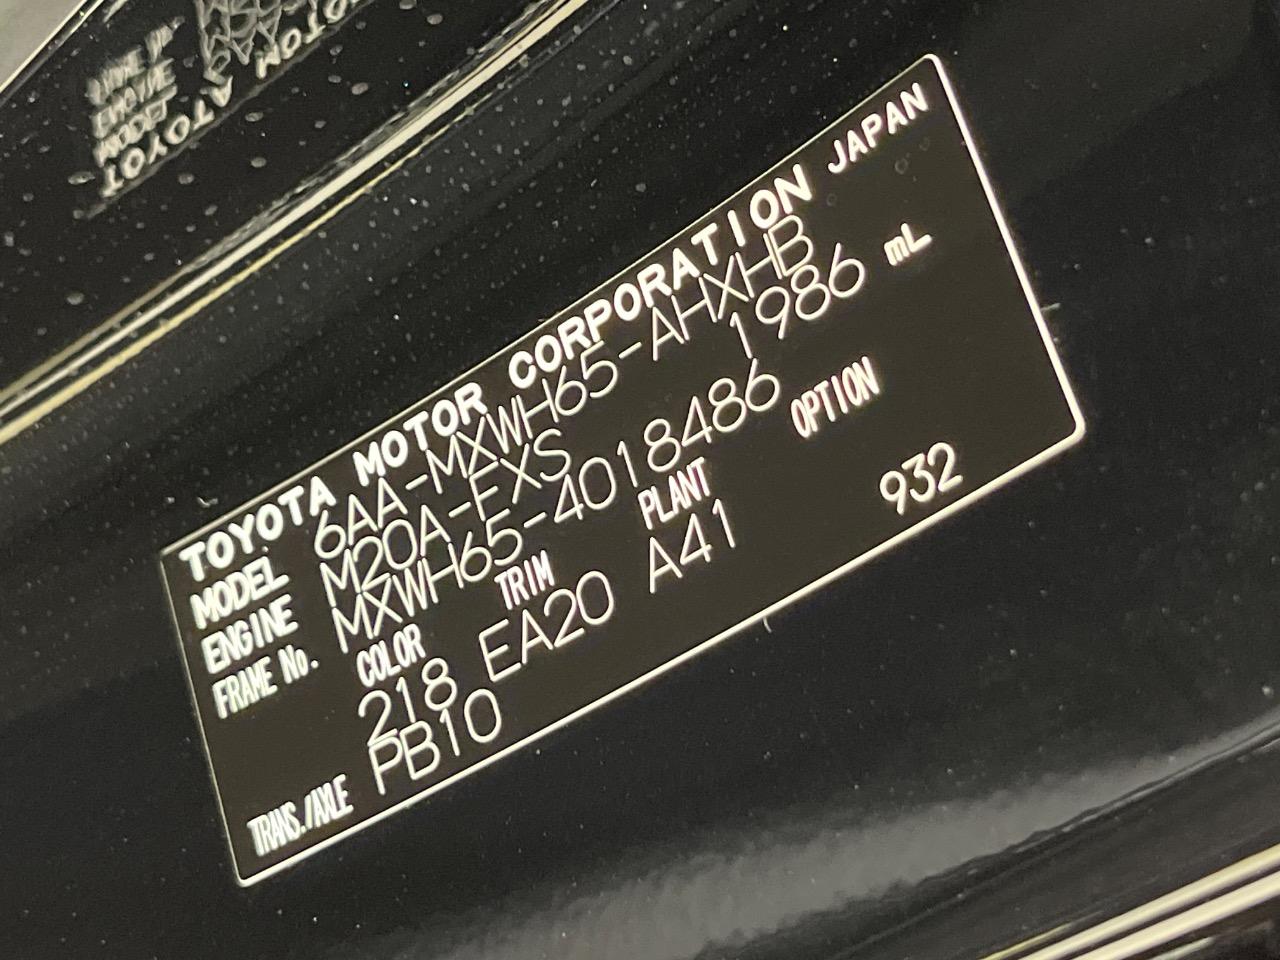 TOYOTA MOTOR CORPORATION JAPAN
MODEL 6AA-MXWH65-AHXHB
ENGINE M20A-FXS 1986 mL
FRAME No. MXWH65-4018486
COLOR TRIM PLANT OPTION
218 EA20 A41 932
TRANS./AXLE PB10